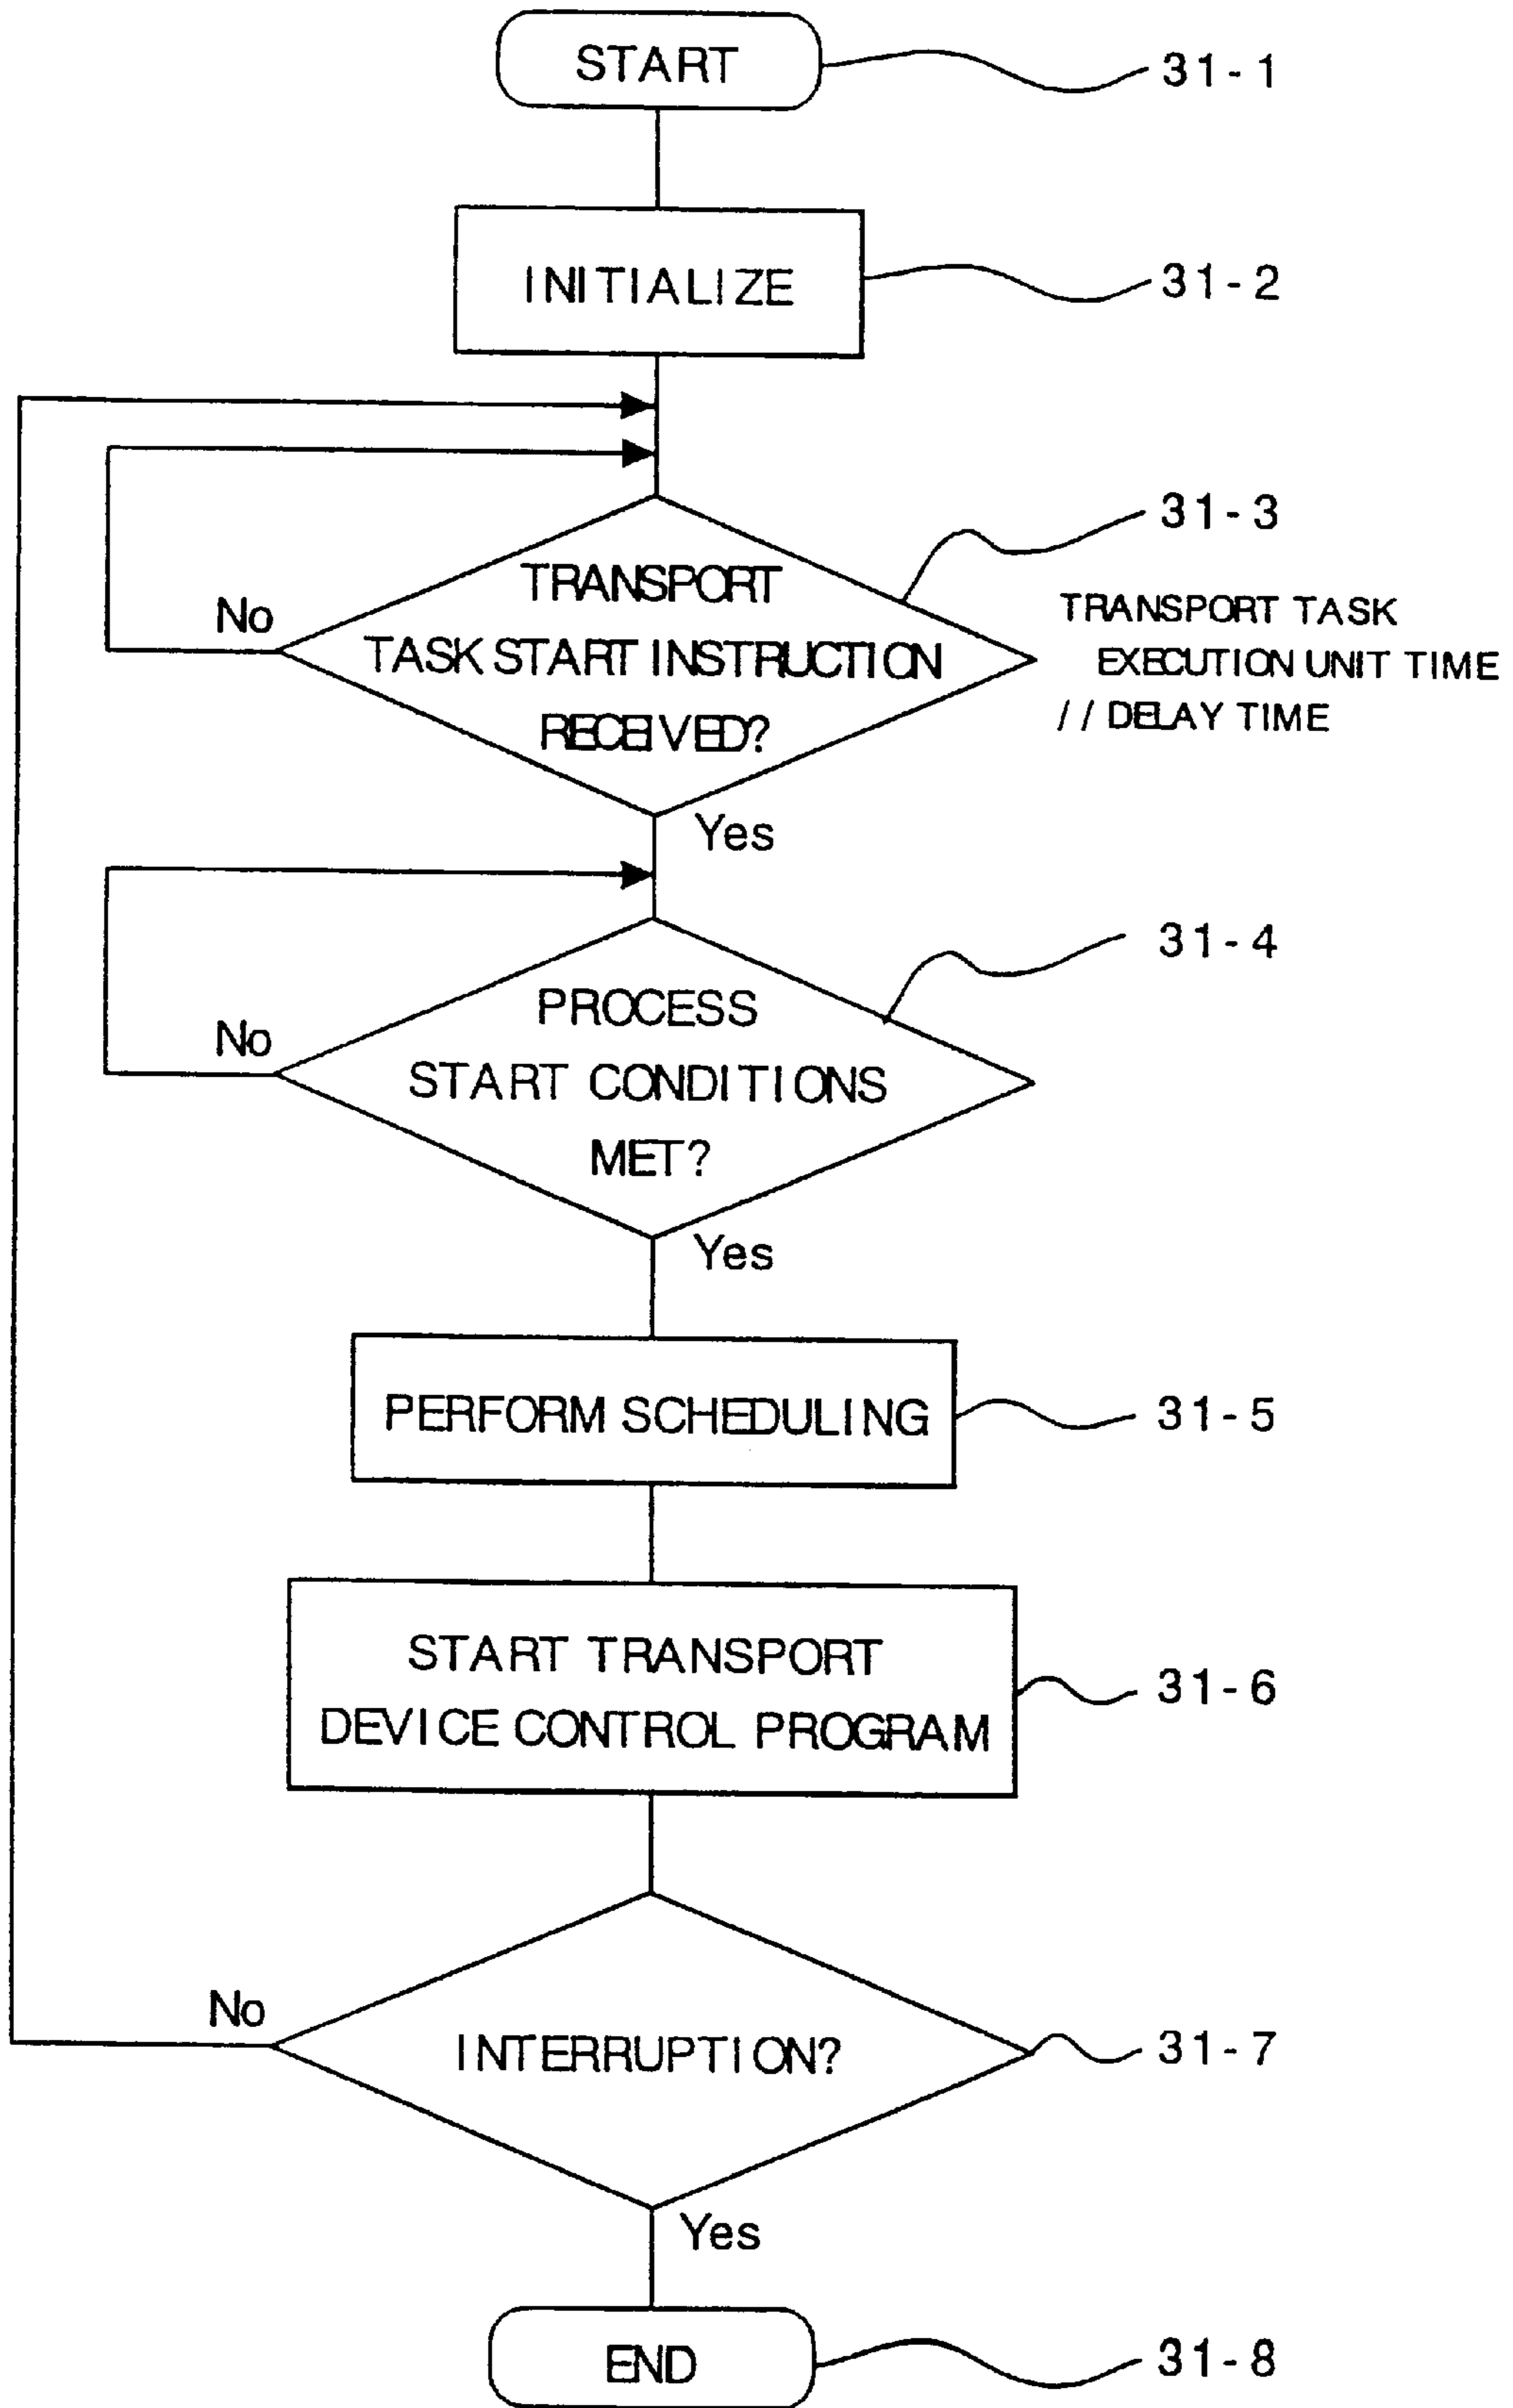 START
31-1
INITIALIZE
31-2
31-3
TRANSPORT
TASK START INSTRUCTION
RECEIVED?
No
TRANSPORT TASK
EXECUTION UNIT TIME
// DELAY TIME
Yes
31-4
PROCESS
START CONDITIONS
MET?
No
Yes
PERFORM SCHEDULING
31-5
START TRANSPORT
DEVICE CONTROL PROGRAM
31-6
No
INTERRUPTION?
31-7
Yes
END
31-8